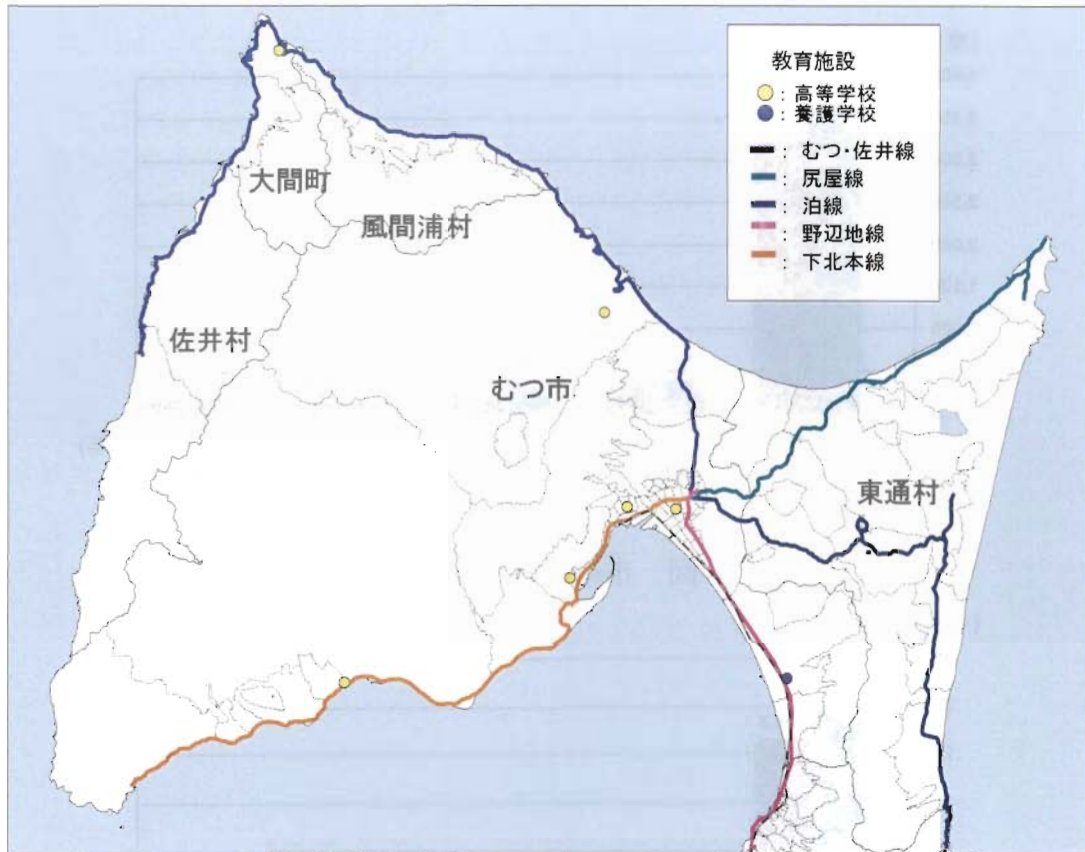 教育施設
: 高等学校
: 養護学校
: むつ・佐井線
: 尻屋線
: 泊線
: 野辺地線
: 下北本線
大間町
風間浦村
佐井村
むつ市
東通村